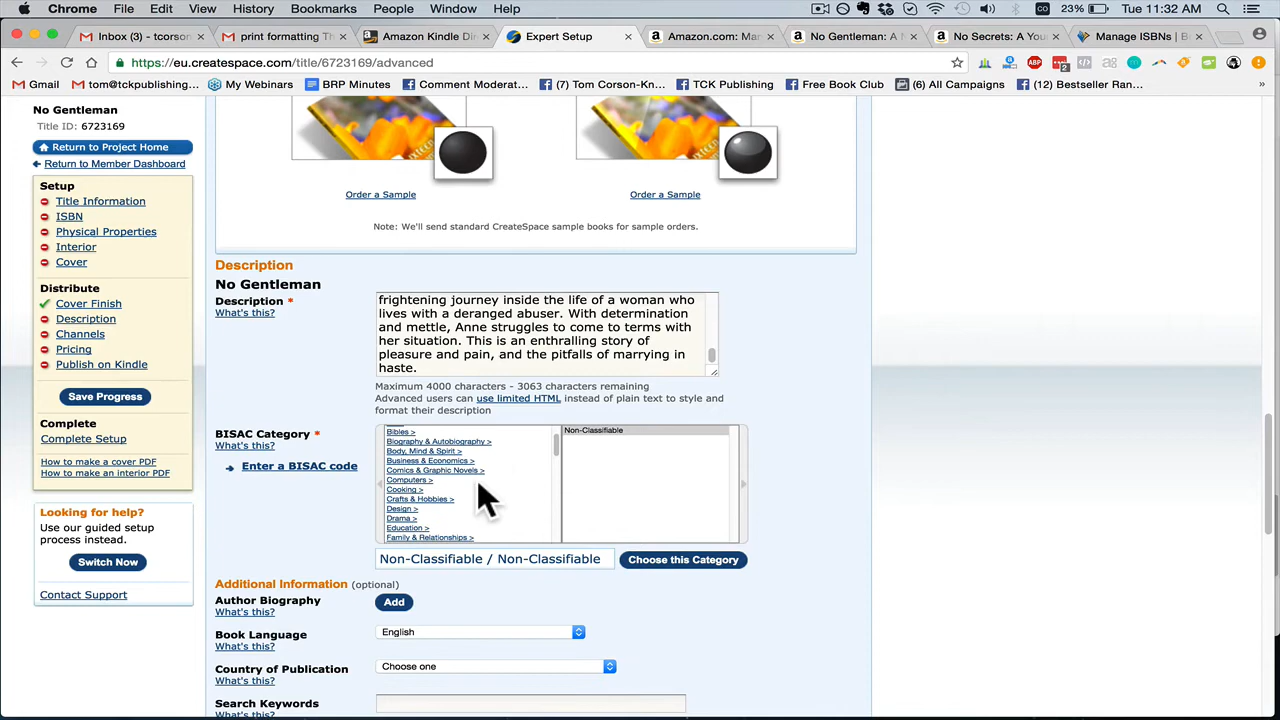 Chrome File Edit View History Bookmarks People Window Help 23% Tue 11:32 AM
Inbox (3) - tcorson × print formatting Th × Amazon Kindle Dir × Expert Setup × Amazon.com: Mar × No Gentleman: A N × No Secrets: A You × Manage ISBNs | B ×
https://eu.createspace.com/title/6723169/advanced
Gmail tom@tckpublishing... My Webinars BRP Minutes Comment Moderat... (7) Tom Corson-Kn... TCK Publishing Free Book Club (6) All Campaigns (12) Bestseller Ran... »
No Gentleman
Title ID: 6723169
Return to Project Home
Return to Member Dashboard
Setup
Title Information
ISBN
Physical Properties
Interior
Cover
Distribute
Cover Finish
Description
Channels
Pricing
Publish on Kindle
Save Progress
Complete
Complete Setup
How to make a cover PDF
How to make an interior PDF
Looking for help?
Use our guided setup
process instead.
Switch Now
Contact Support
Order a Sample Order a Sample
Note: We'll send standard CreateSpace sample books for sample orders.
Description
No Gentleman
Description *
What's this?
frightening journey inside the life of a woman who
lives with a deranged abuser. With determination
and mettle, Anne struggles to come to terms with
her situation. This is an enthralling story of
pleasure and pain, and the pitfalls of marrying in
haste.
Maximum 4000 characters - 3063 characters remaining
Advanced users can use limited HTML instead of plain text to style and
format their description
BISAC Category *
What's this?
Enter a BISAC code
Bibles >
Biography & Autobiography >
Body, Mind & Spirit >
Business & Economics >
Comics & Graphic Novels >
Computers >
Cooking >
Crafts & Hobbies >
Design >
Drama >
Education >
Family & Relationships >
Non-Classifiable
Non-Classifiable / Non-Classifiable Choose this Category
Additional Information (optional)
Author Biography Add
What's this?
Book Language English
What's this?
Country of Publication Choose one
What's this?
Search Keywords
What's this?